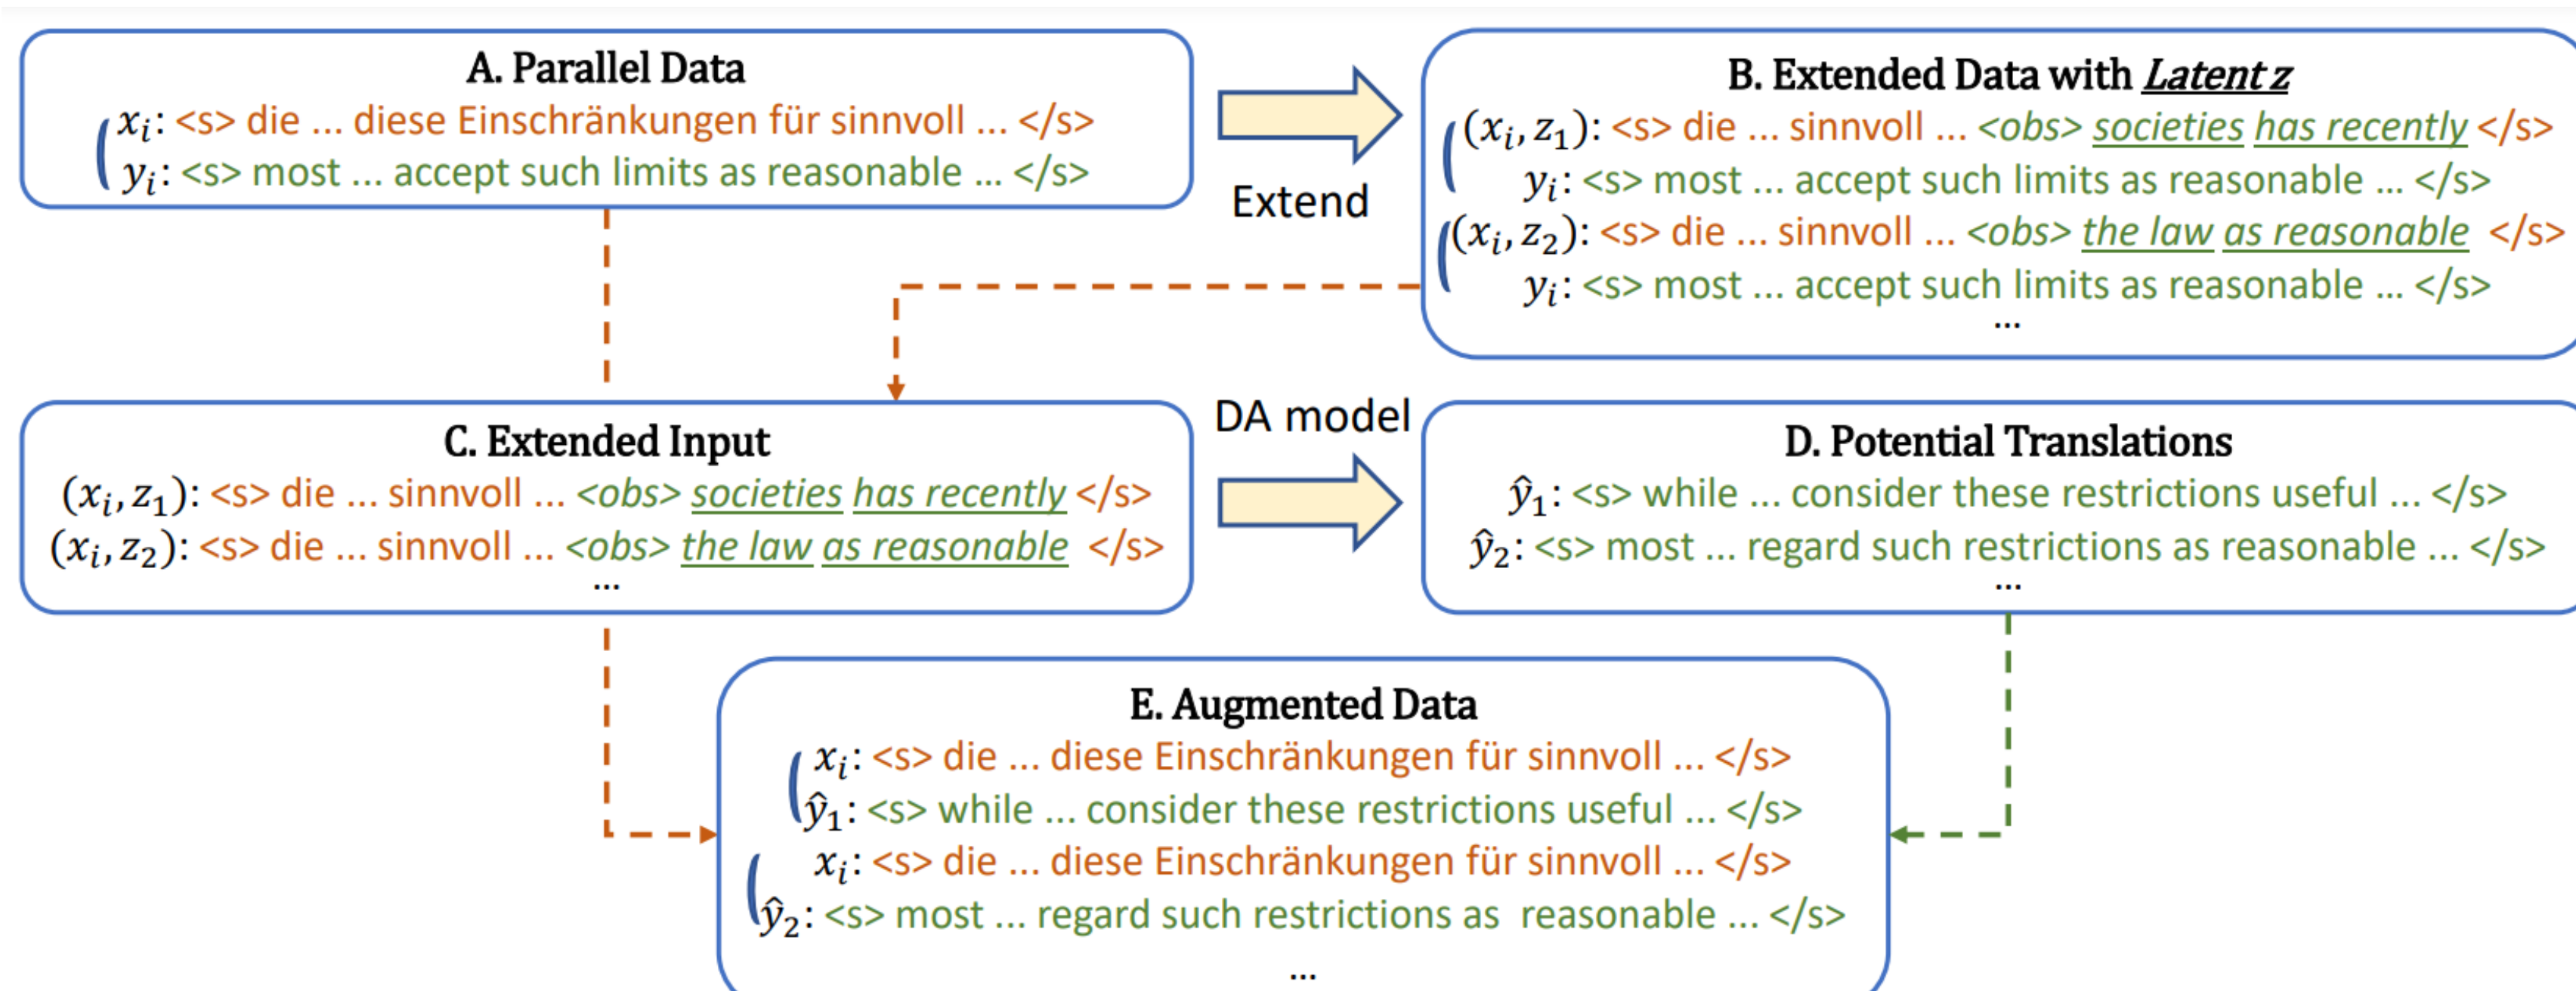 A. Parallel Data
xᵢ: <s> die ... diese Einschränkungen für sinnvoll ... </s>
yᵢ: <s> most ... accept such limits as reasonable ... </s>
Extend
B. Extended Data with Latent z
(xᵢ, z₁): <s> die ... sinnvoll ... <obs> societies has recently </s>
yᵢ: <s> most ... accept such limits as reasonable ... </s>
(xᵢ, z₂): <s> die ... sinnvoll ... <obs> the law as reasonable </s>
yᵢ: <s> most ... accept such limits as reasonable ... </s>
...
C. Extended Input
(xᵢ, z₁): <s> die ... sinnvoll ... <obs> societies has recently </s>
(xᵢ, z₂): <s> die ... sinnvoll ... <obs> the law as reasonable </s>
...
DA model
D. Potential Translations
ŷ₁: <s> while ... consider these restrictions useful ... </s>
ŷ₂: <s> most ... regard such restrictions as reasonable ... </s>
...
E. Augmented Data
xᵢ: <s> die ... diese Einschränkungen für sinnvoll ... </s>
ŷ₁: <s> while ... consider these restrictions useful ... </s>
xᵢ: <s> die ... diese Einschränkungen für sinnvoll ... </s>
ŷ₂: <s> most ... regard such restrictions as reasonable ... </s>
...